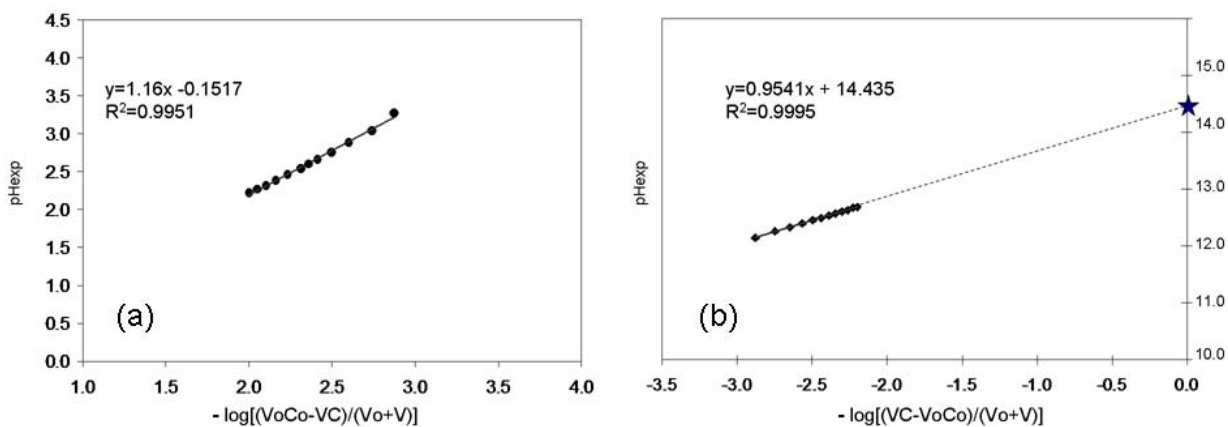 4.5
4.0
3.5
3.0
2.5
2.0
1.5
1.0
0.5
0.0
pHexp
y=1.16x -0.1517
R²=0.9951
(a)
1.0 1.5 2.0 2.5 3.0 3.5 4.0
- log[(VoCo-VC)/(Vo+V)]
pHexp
y=0.9541x + 14.435
R²=0.9995
(b)
15.0
14.0
13.0
12.0
11.0
10.0
-3.5 -3.0 -2.5 -2.0 -1.5 -1.0 -0.5 0.0
- log[(VC-VoCo)/(Vo+V)]